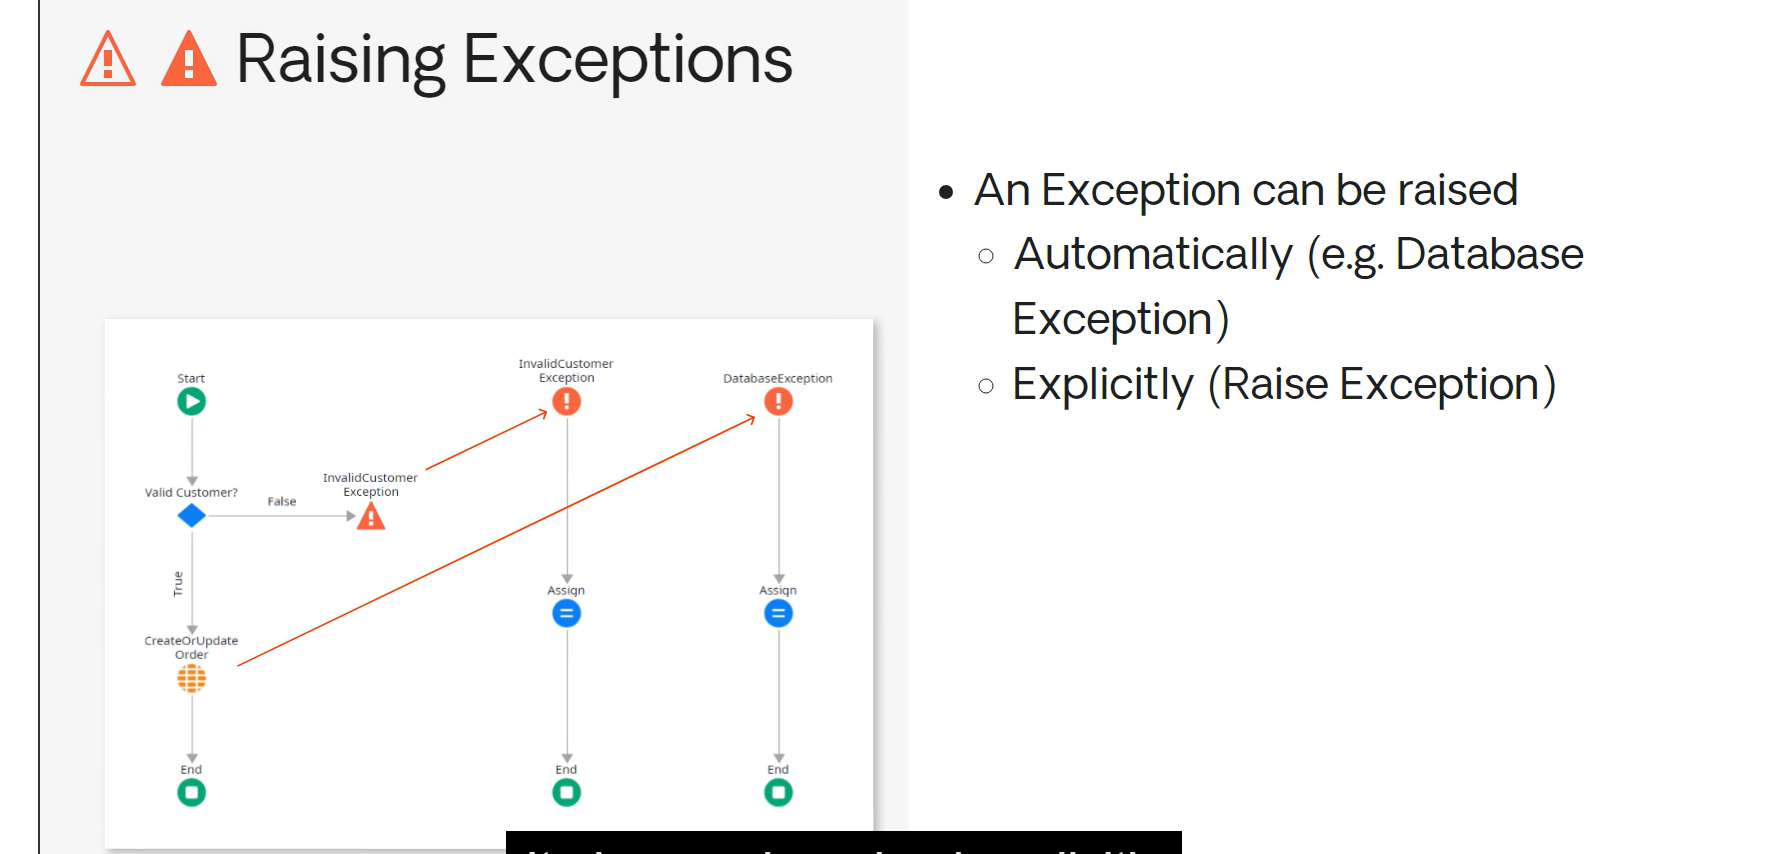 Raising Exceptions
An Exception can be raised
Automatically (e.g. Database
Exception)
Explicitly (Raise Exception)
Start
Valid Customer?
False
True
InvalidCustomer
Exception
CreateOrUpdate
Order
End
InvalidCustomer
Exception
Assign
End
DatabaseException
Assign
End